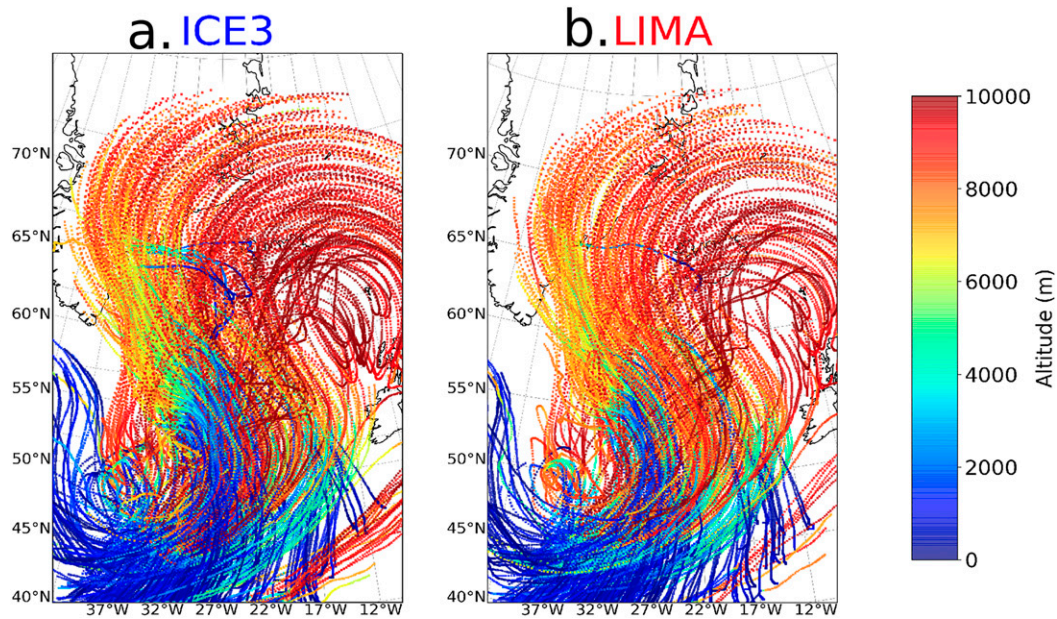 a. ICE3
b. LIMA
70°N
65°N
60°N
55°N
50°N
45°N
40°N
37°W 32°W 27°W 22°W 17°W 12°W
70°N
65°N
60°N
55°N
50°N
45°N
40°N
37°W 32°W 27°W 22°W 17°W 12°W
10000
8000
6000
4000
2000
0
Altitude (m)